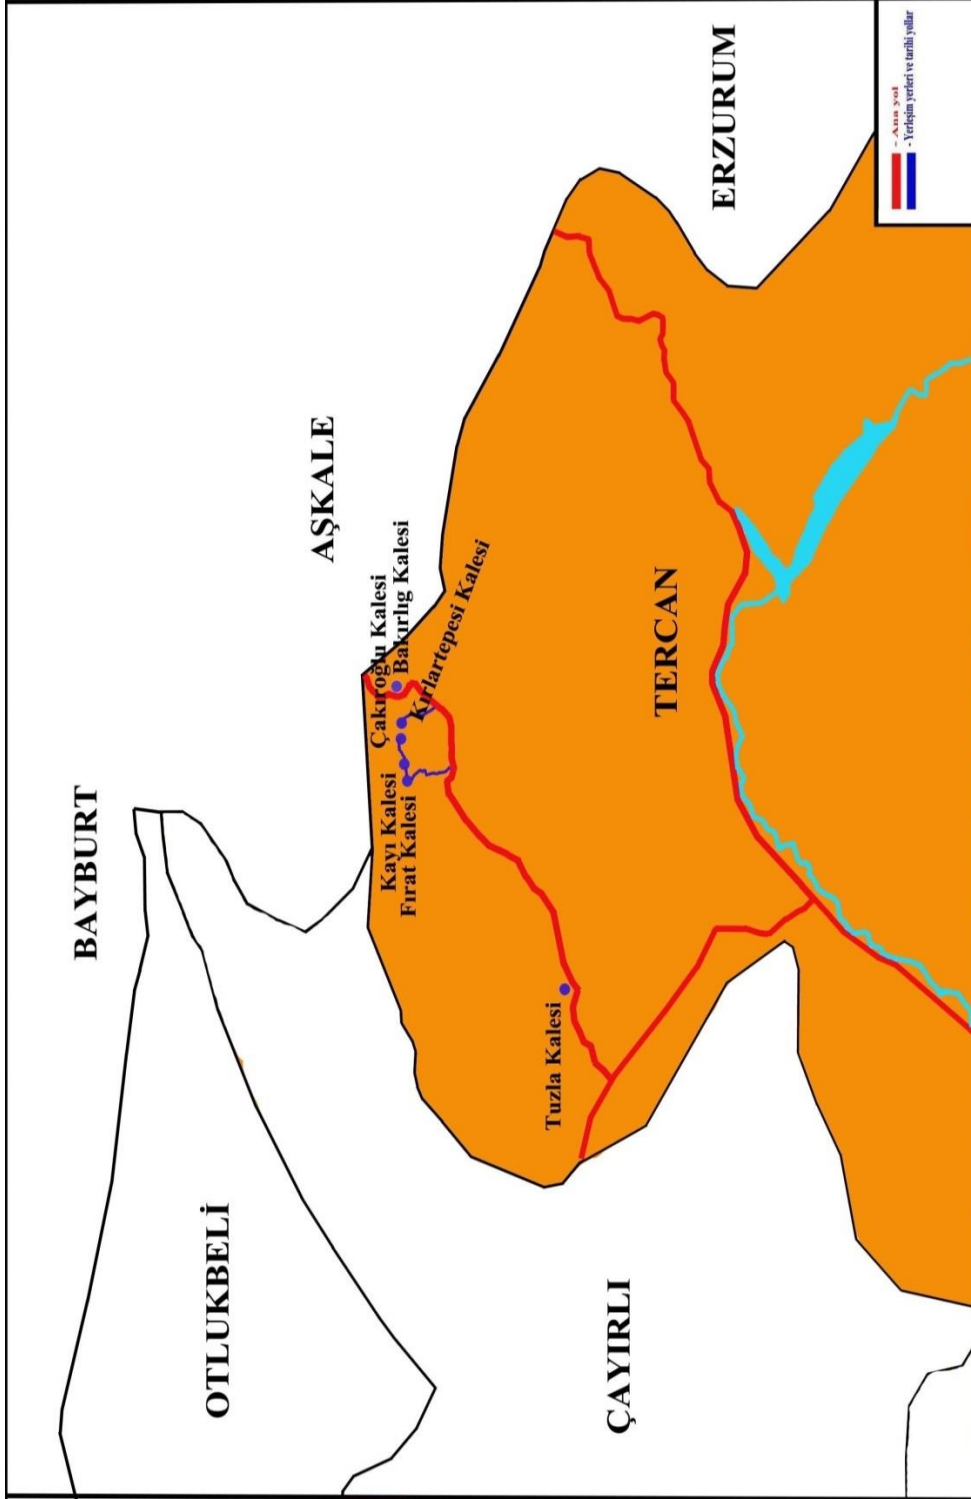 BAYBURT
OTLUKBELİ
AŞKALE
Çakıroğlu Kalesi
Bakırlıg Kalesi
Kırlartepesi Kalesi
Kayı Kalesi
Fırat Kalesi
Tuzla Kalesi
ÇAYIRLI
TERCAN
ERZURUM
- Ana yol
- Yerleşim yerleri ve tarihi yollar